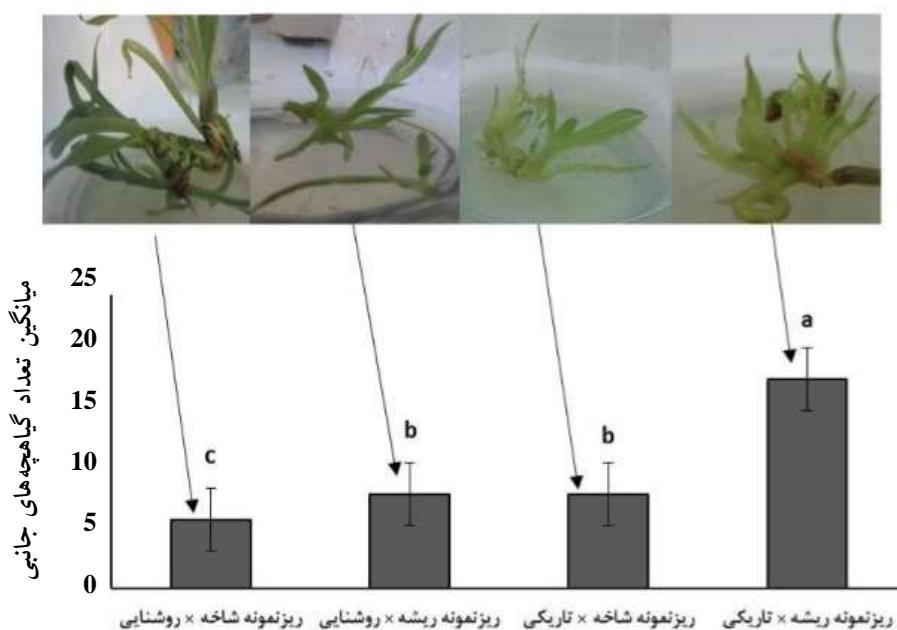 میانگین تعداد گیاهچه‌های جانبی
25
20
15
10
5
0
c
b
b
a
ریزنمونه شاخه × روشنایی
ریزنمونه ریشه × روشنایی
ریزنمونه شاخه × تاریکی
ریزنمونه ریشه × تاریکی